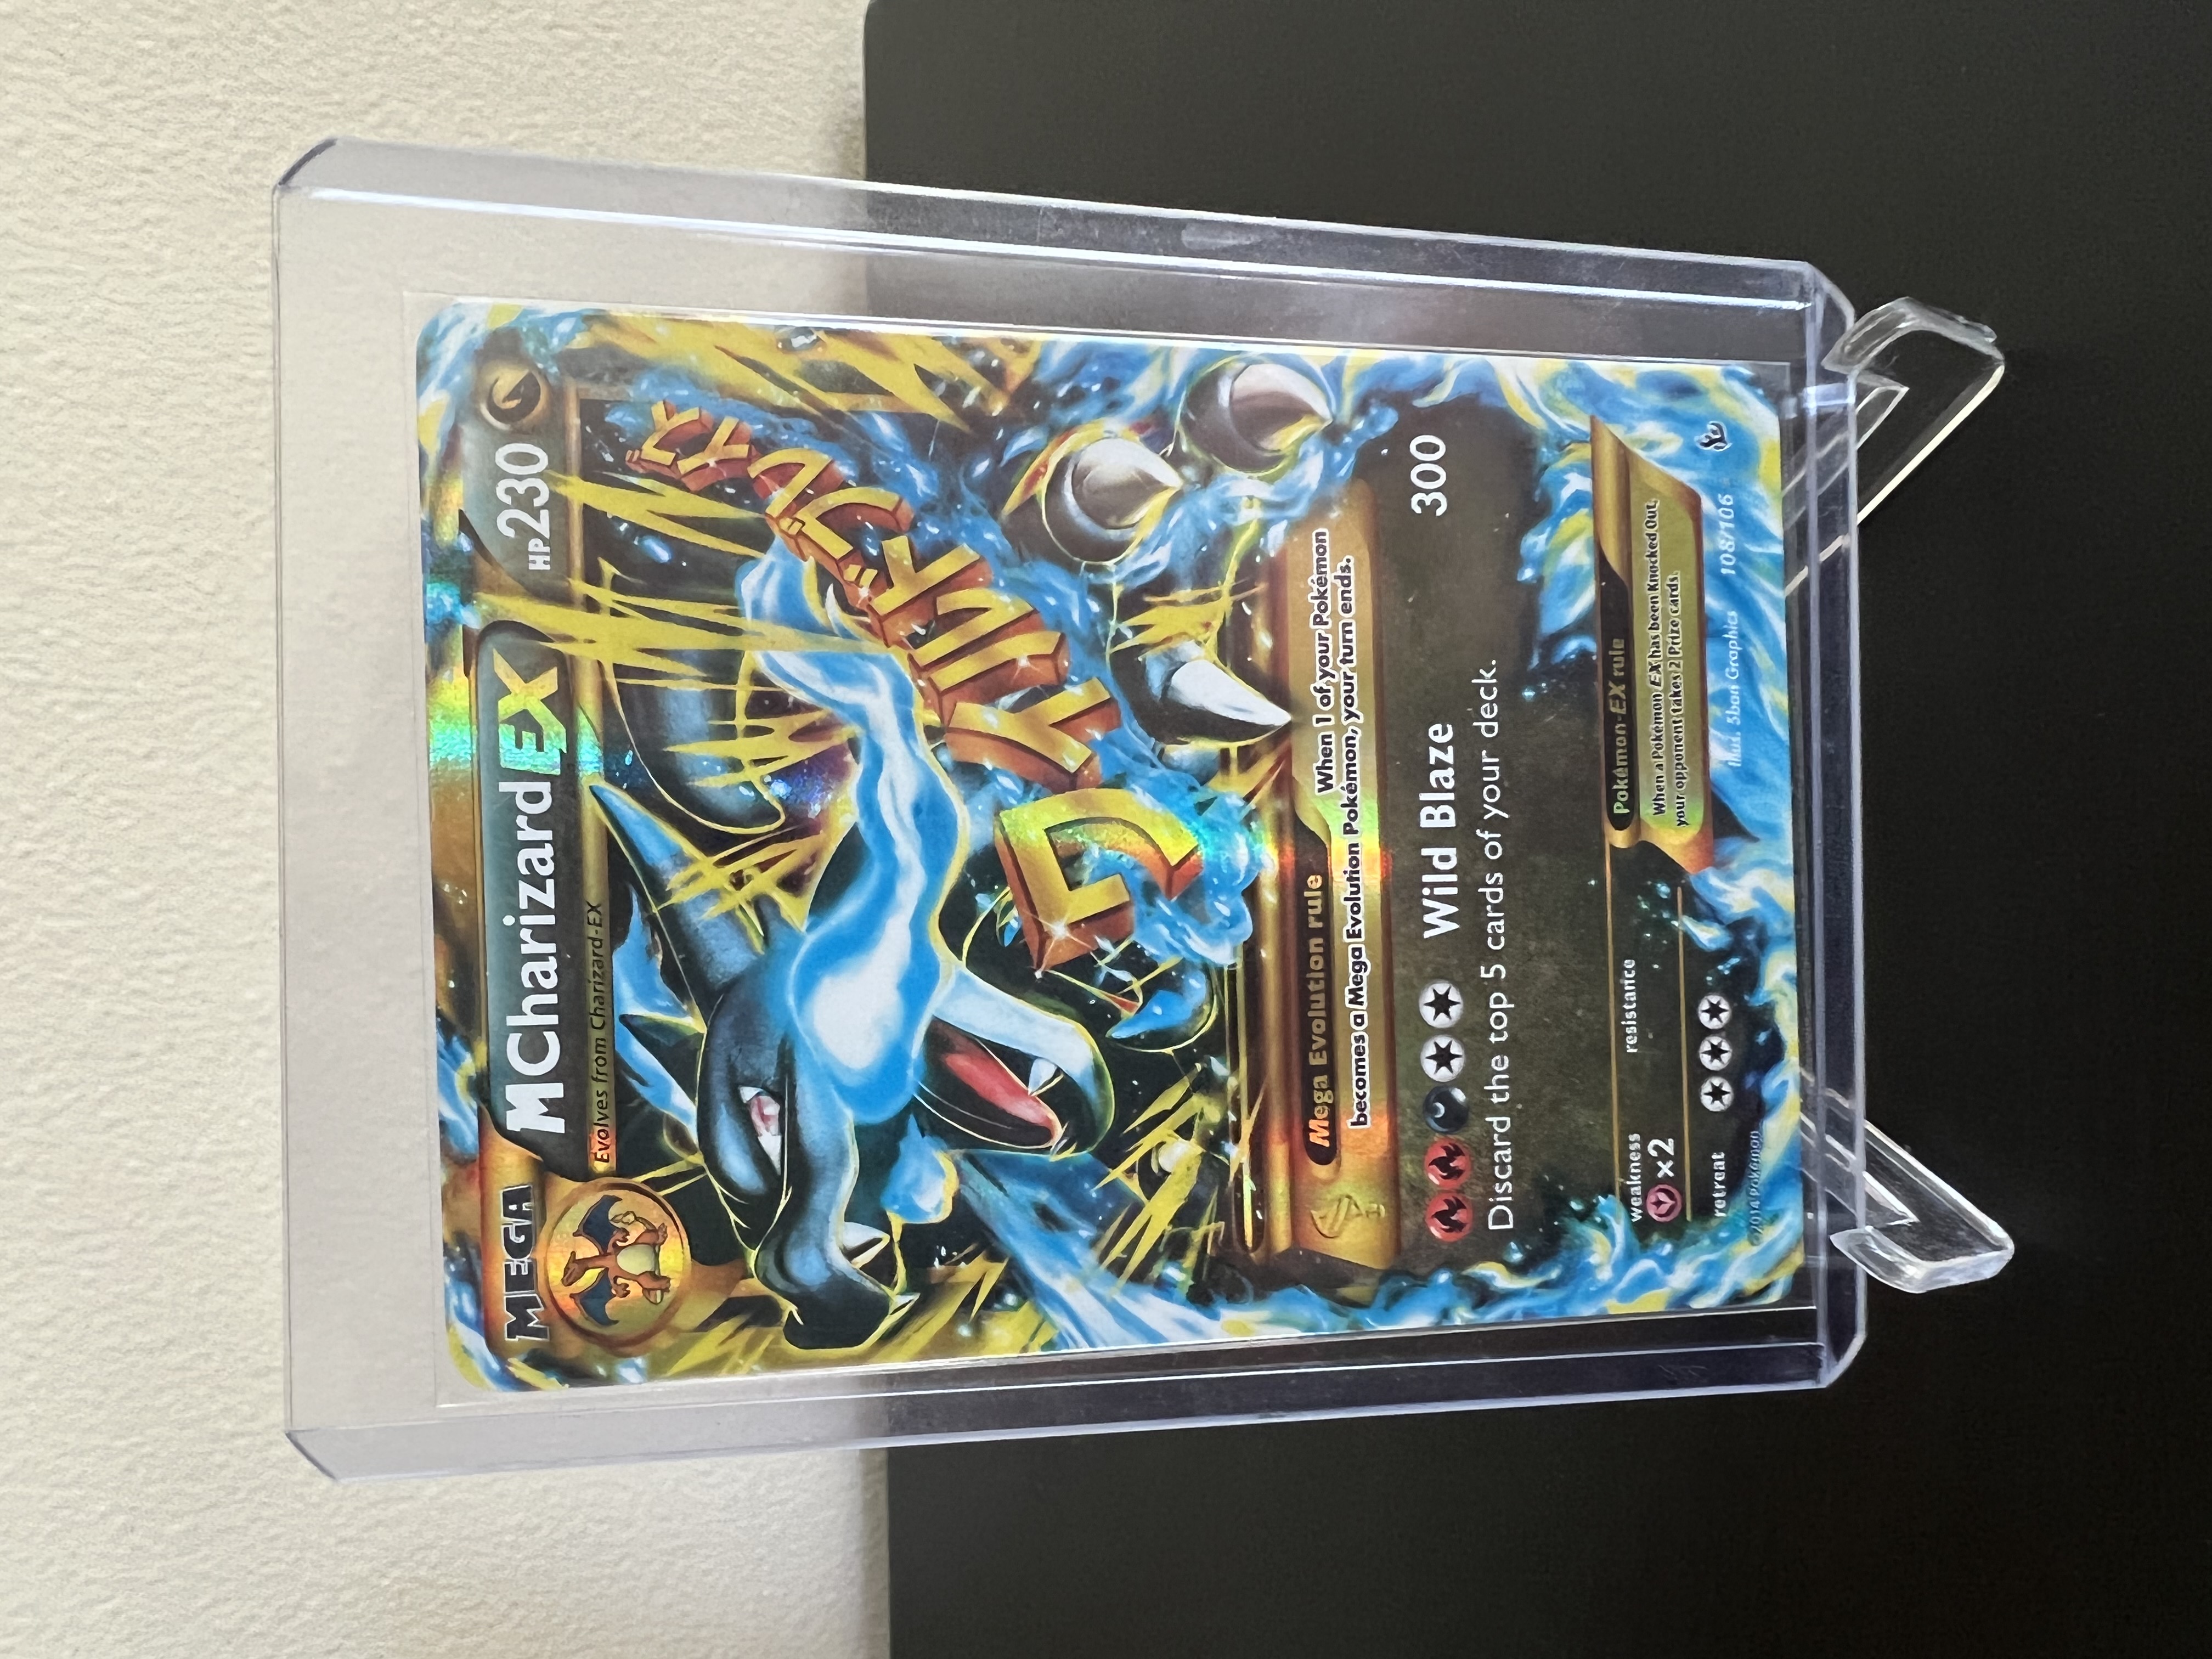 MEGA
MCharizardEX
HP230
Evolves from Charizard-EX
ワイルドブレイズ
Mega Evolution rule
When 1 of your Pokémon
becomes a Mega Evolution Pokémon, your turn ends.
Wild Blaze 300
Discard the top 5 cards of your deck.
weakness
×2
resistance
retreat
Pokémon-EX rule
When a Pokémon EX has been Knocked Out,
your opponent takes 2 Prize cards.
Illus. 5ban Graphics 108/106
©2014 Pokémon